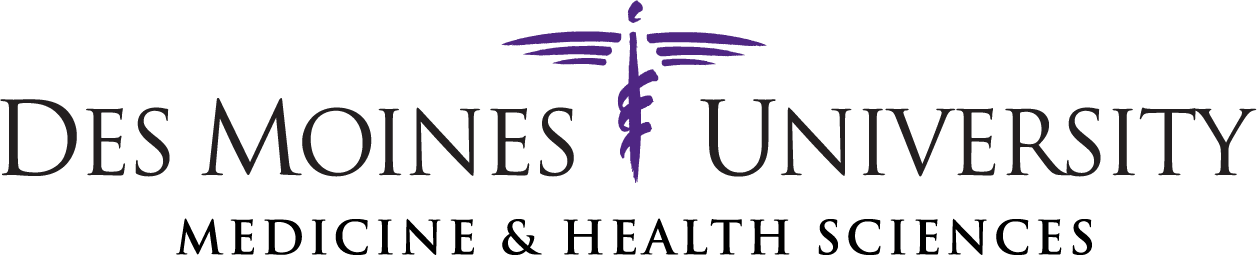 DES MOINES UNIVERSITY
MEDICINE & HEALTH SCIENCES